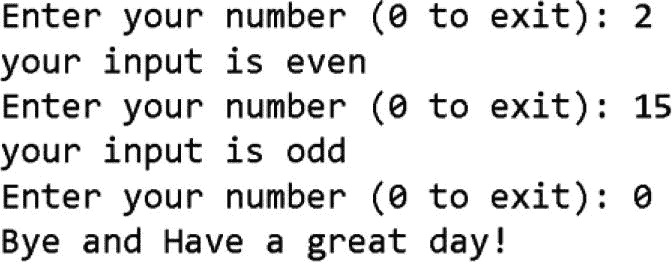 Enter your number (0 to exit): 2
your input is even
Enter your number (0 to exit): 15
your input is odd
Enter your number (0 to exit): 0
Bye and Have a great day!